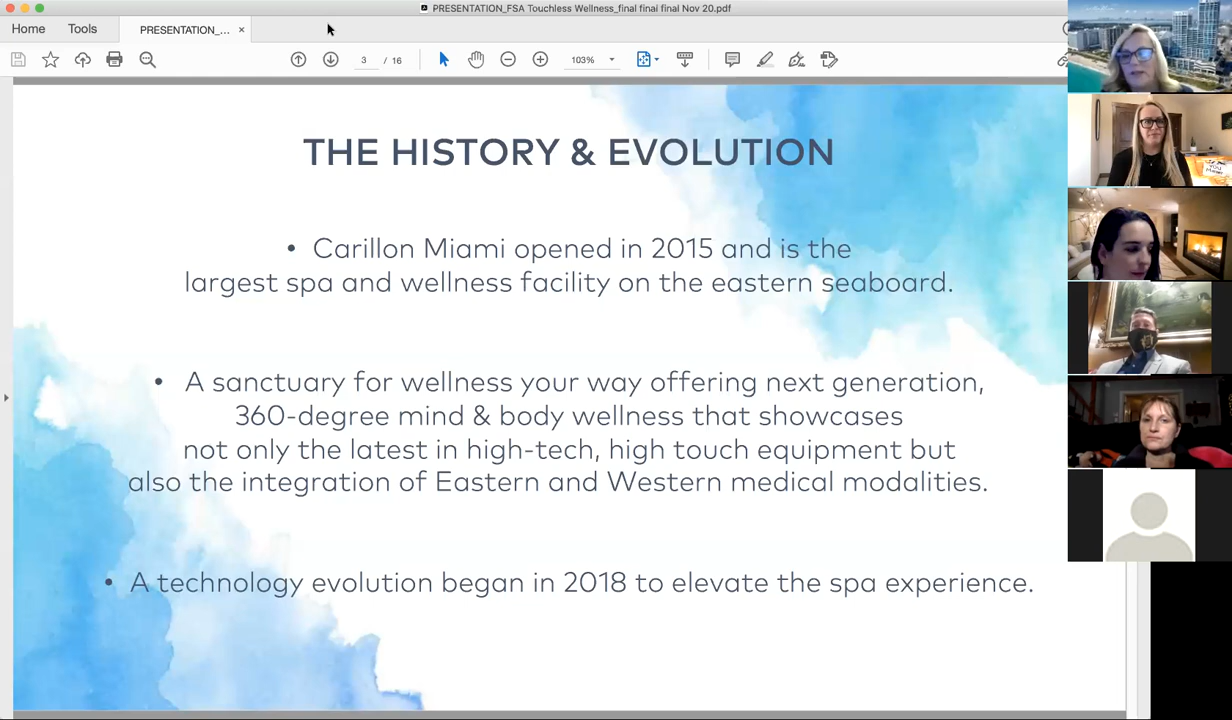 PRESENTATION_FSA Touchless Wellness_final finai final Nov 20.pdf
Home
Tools
PRESENTATION_...
3 / 16
103%
THE HISTORY & EVOLUTION
• Carillon Miami opened in 2015 and is the
largest spa and wellness facility on the eastern seaboard.
• A sanctuary for wellness your way offering next generation,
360-degree mind & body wellness that showcases
not only the latest in high-tech, high touch equipment but
also the integration of Eastern and Western medical modalities.
• A technology evolution began in 2018 to elevate the spa experience.